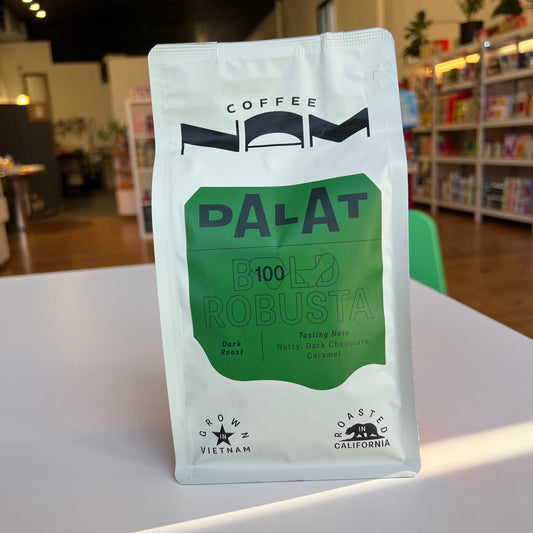 COFFEE
NAM
DALAT
BOLD
100
ROBUSTA
Dark
Roast
Tasting Note
Nutty, Dark Chocolate,
Caramel
GROWN
IN
VIETNAM
ROASTED
IN
CALIFORNIA